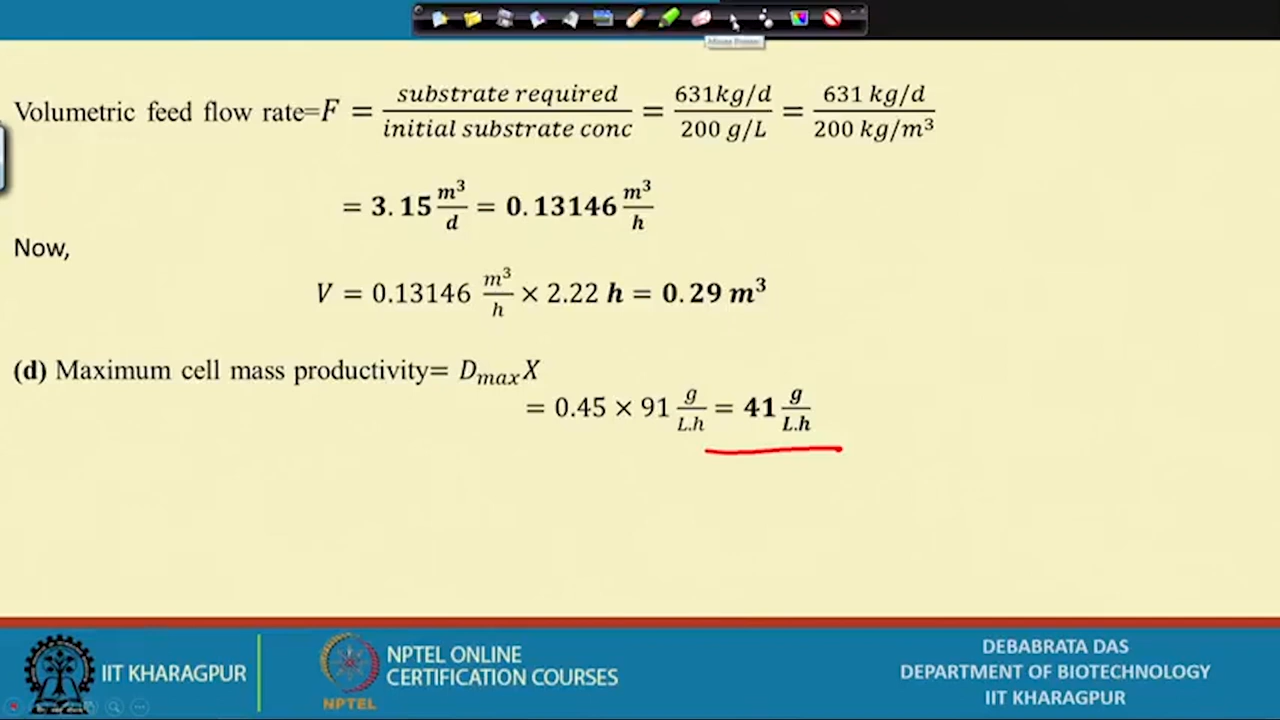 Mouse Pointer
Volumetric feed flow rate=F = substrate required / initial substrate conc = 631kg/d / 200 g/L = 631 kg/d / 200 kg/m³
= 3.15 m³/d = 0.13146 m³/h
Now,
V = 0.13146 m³/h × 2.22 h = 0.29 m³
(d) Maximum cell mass productivity= D_max X
= 0.45 × 91 g/L.h = 41 g/L.h
IIT KHARAGPUR
NPTEL
NPTEL ONLINE
CERTIFICATION COURSES
DEBABRATA DAS
DEPARTMENT OF BIOTECHNOLOGY
IIT KHARAGPUR